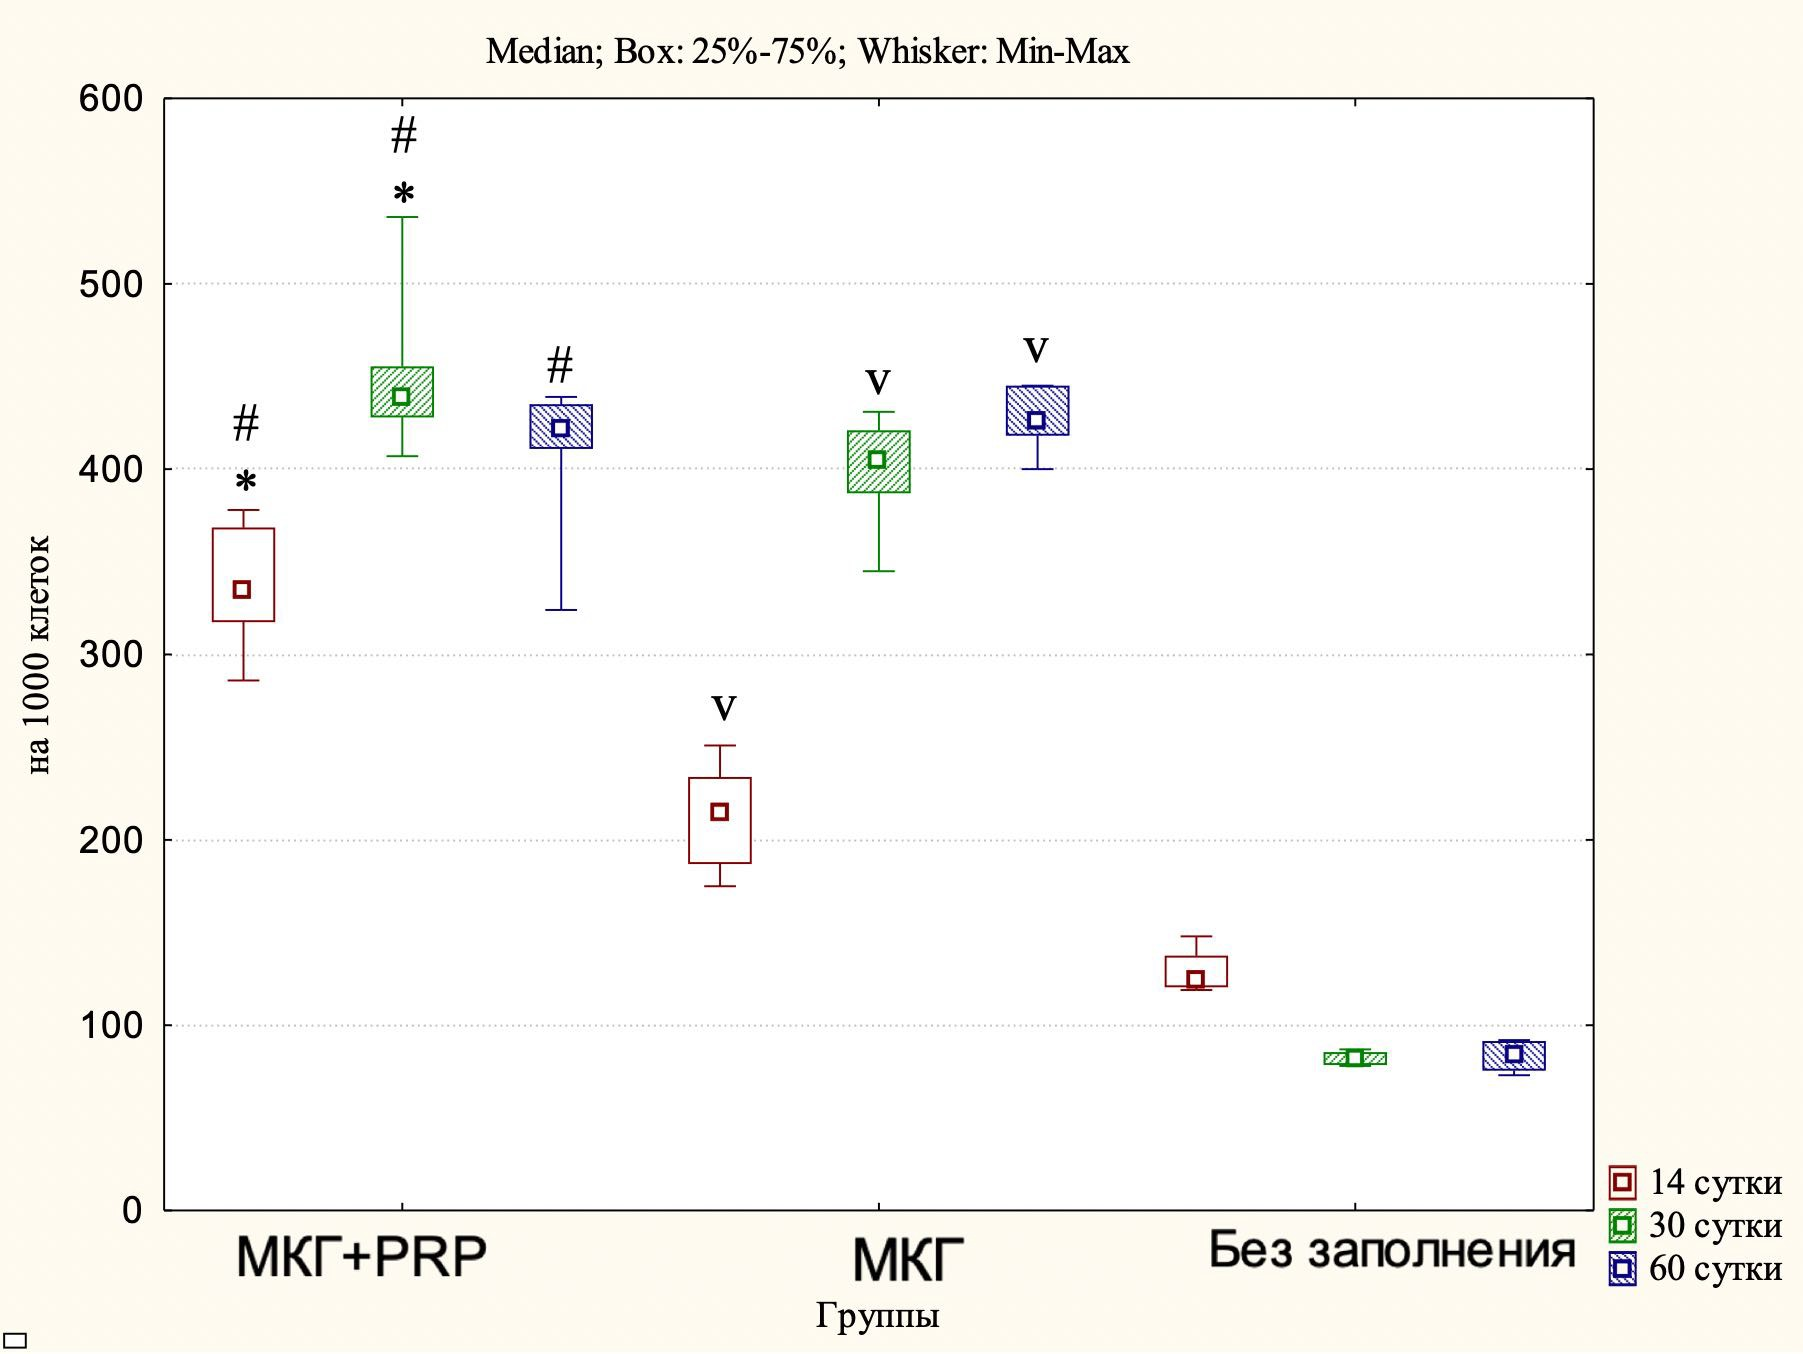 Median; Box: 25%-75%; Whisker: Min-Max
600
500
400
300
200
100
0
на 1000 клеток
#
*
#
*
#
v
v
v
МКГ+PRP
МКГ
Без заполнения
Группы
14 сутки
30 сутки
60 сутки